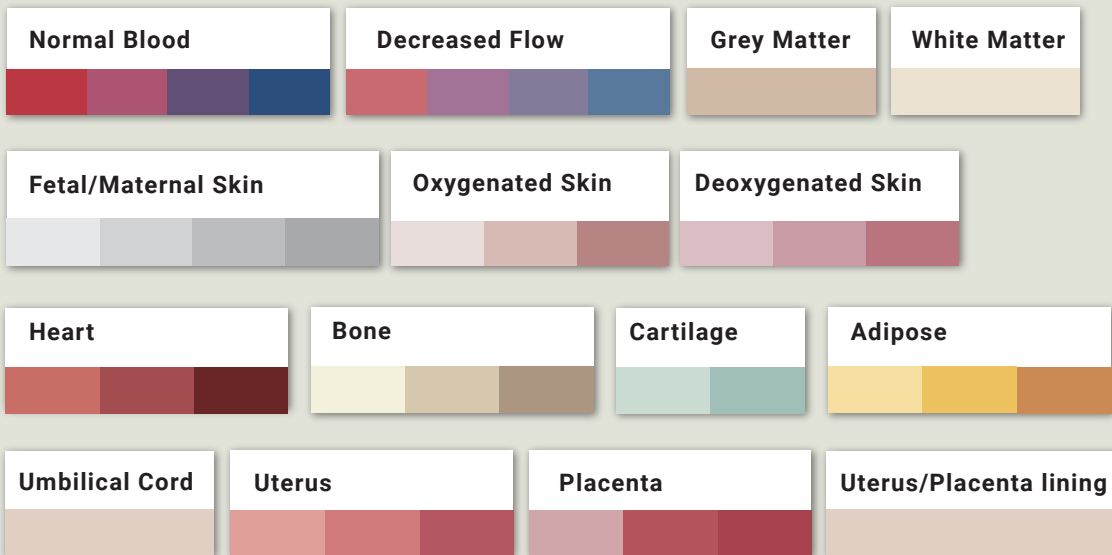 Normal Blood
Decreased Flow
Grey Matter
White Matter
Fetal/Maternal Skin
Oxygenated Skin
Deoxygenated Skin
Heart
Bone
Cartilage
Adipose
Umbilical Cord
Uterus
Placenta
Uterus/Placenta lining